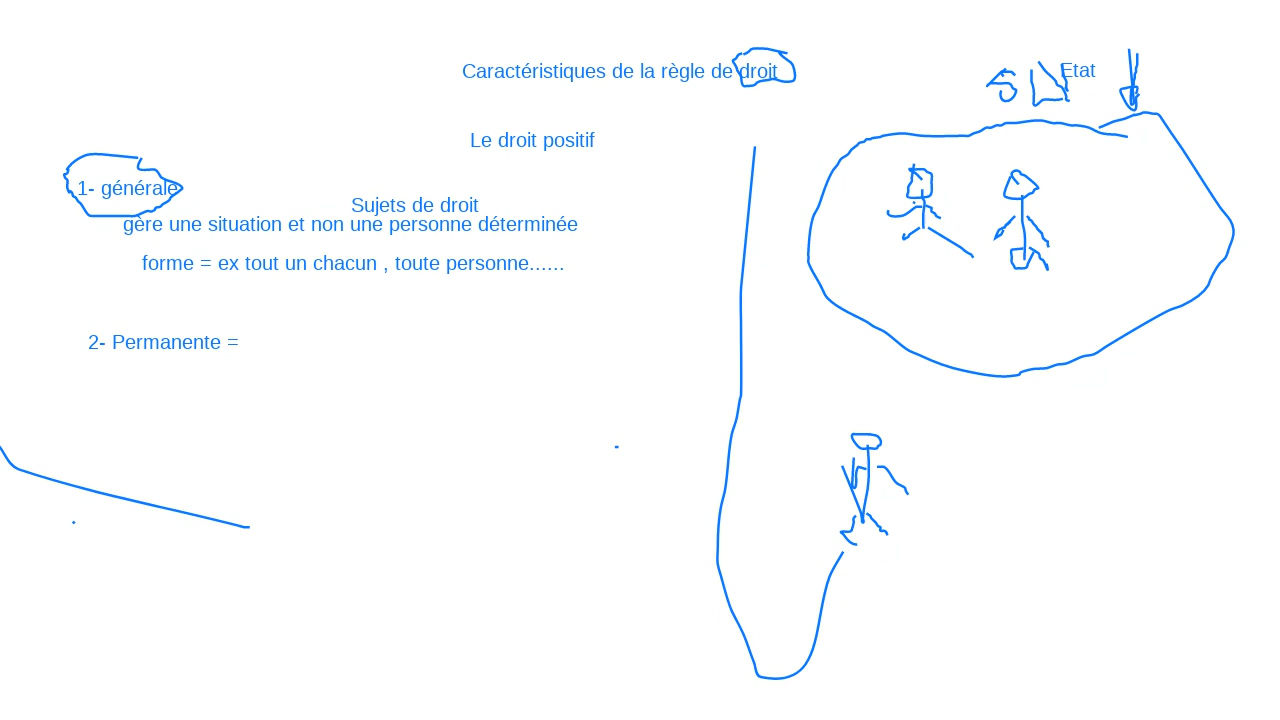 Caractéristiques de la règle de droit
Etat
Le droit positif
1- générale
Sujets de droit
gère une situation et non une personne déterminée
forme = ex tout un chacun , toute personne......
2- Permanente =